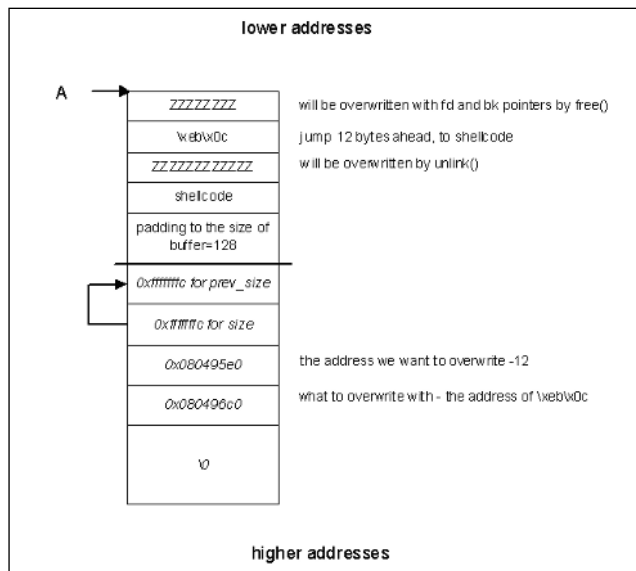 lower addresses
A
ZZZZZZZZ
will be overwritten with fd and bk pointers by free()
\xeb\x0c
jump 12 bytes ahead, to shellcode
ZZZZZZZZZZZZ
will be overwritten by unlink()
shellcode
padding to the size of
buffer=128
0xfffffffc for prev_size
0xfffffffc for size
0x080495e0
the address we want to overwrite -12
0x080496c0
what to overwrite with - the address of \xeb\x0c
\0
higher addresses